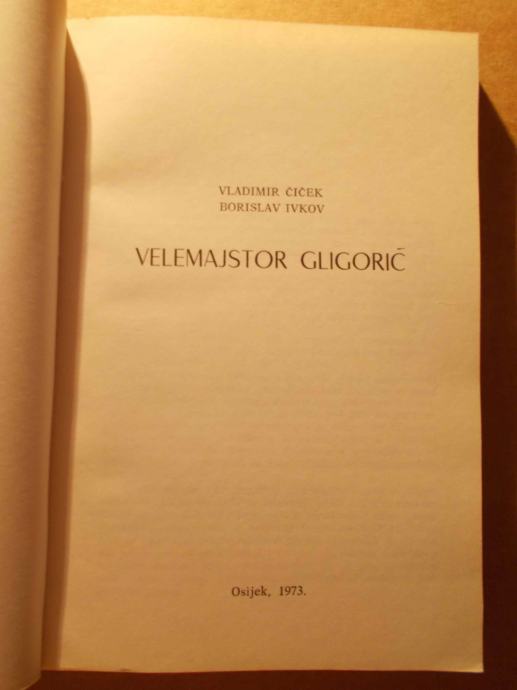 VLADIMIR ČIČEK
BORISLAV IVKOV
VELEMAJSTOR GLIGORIĆ
Osijek, 1973.